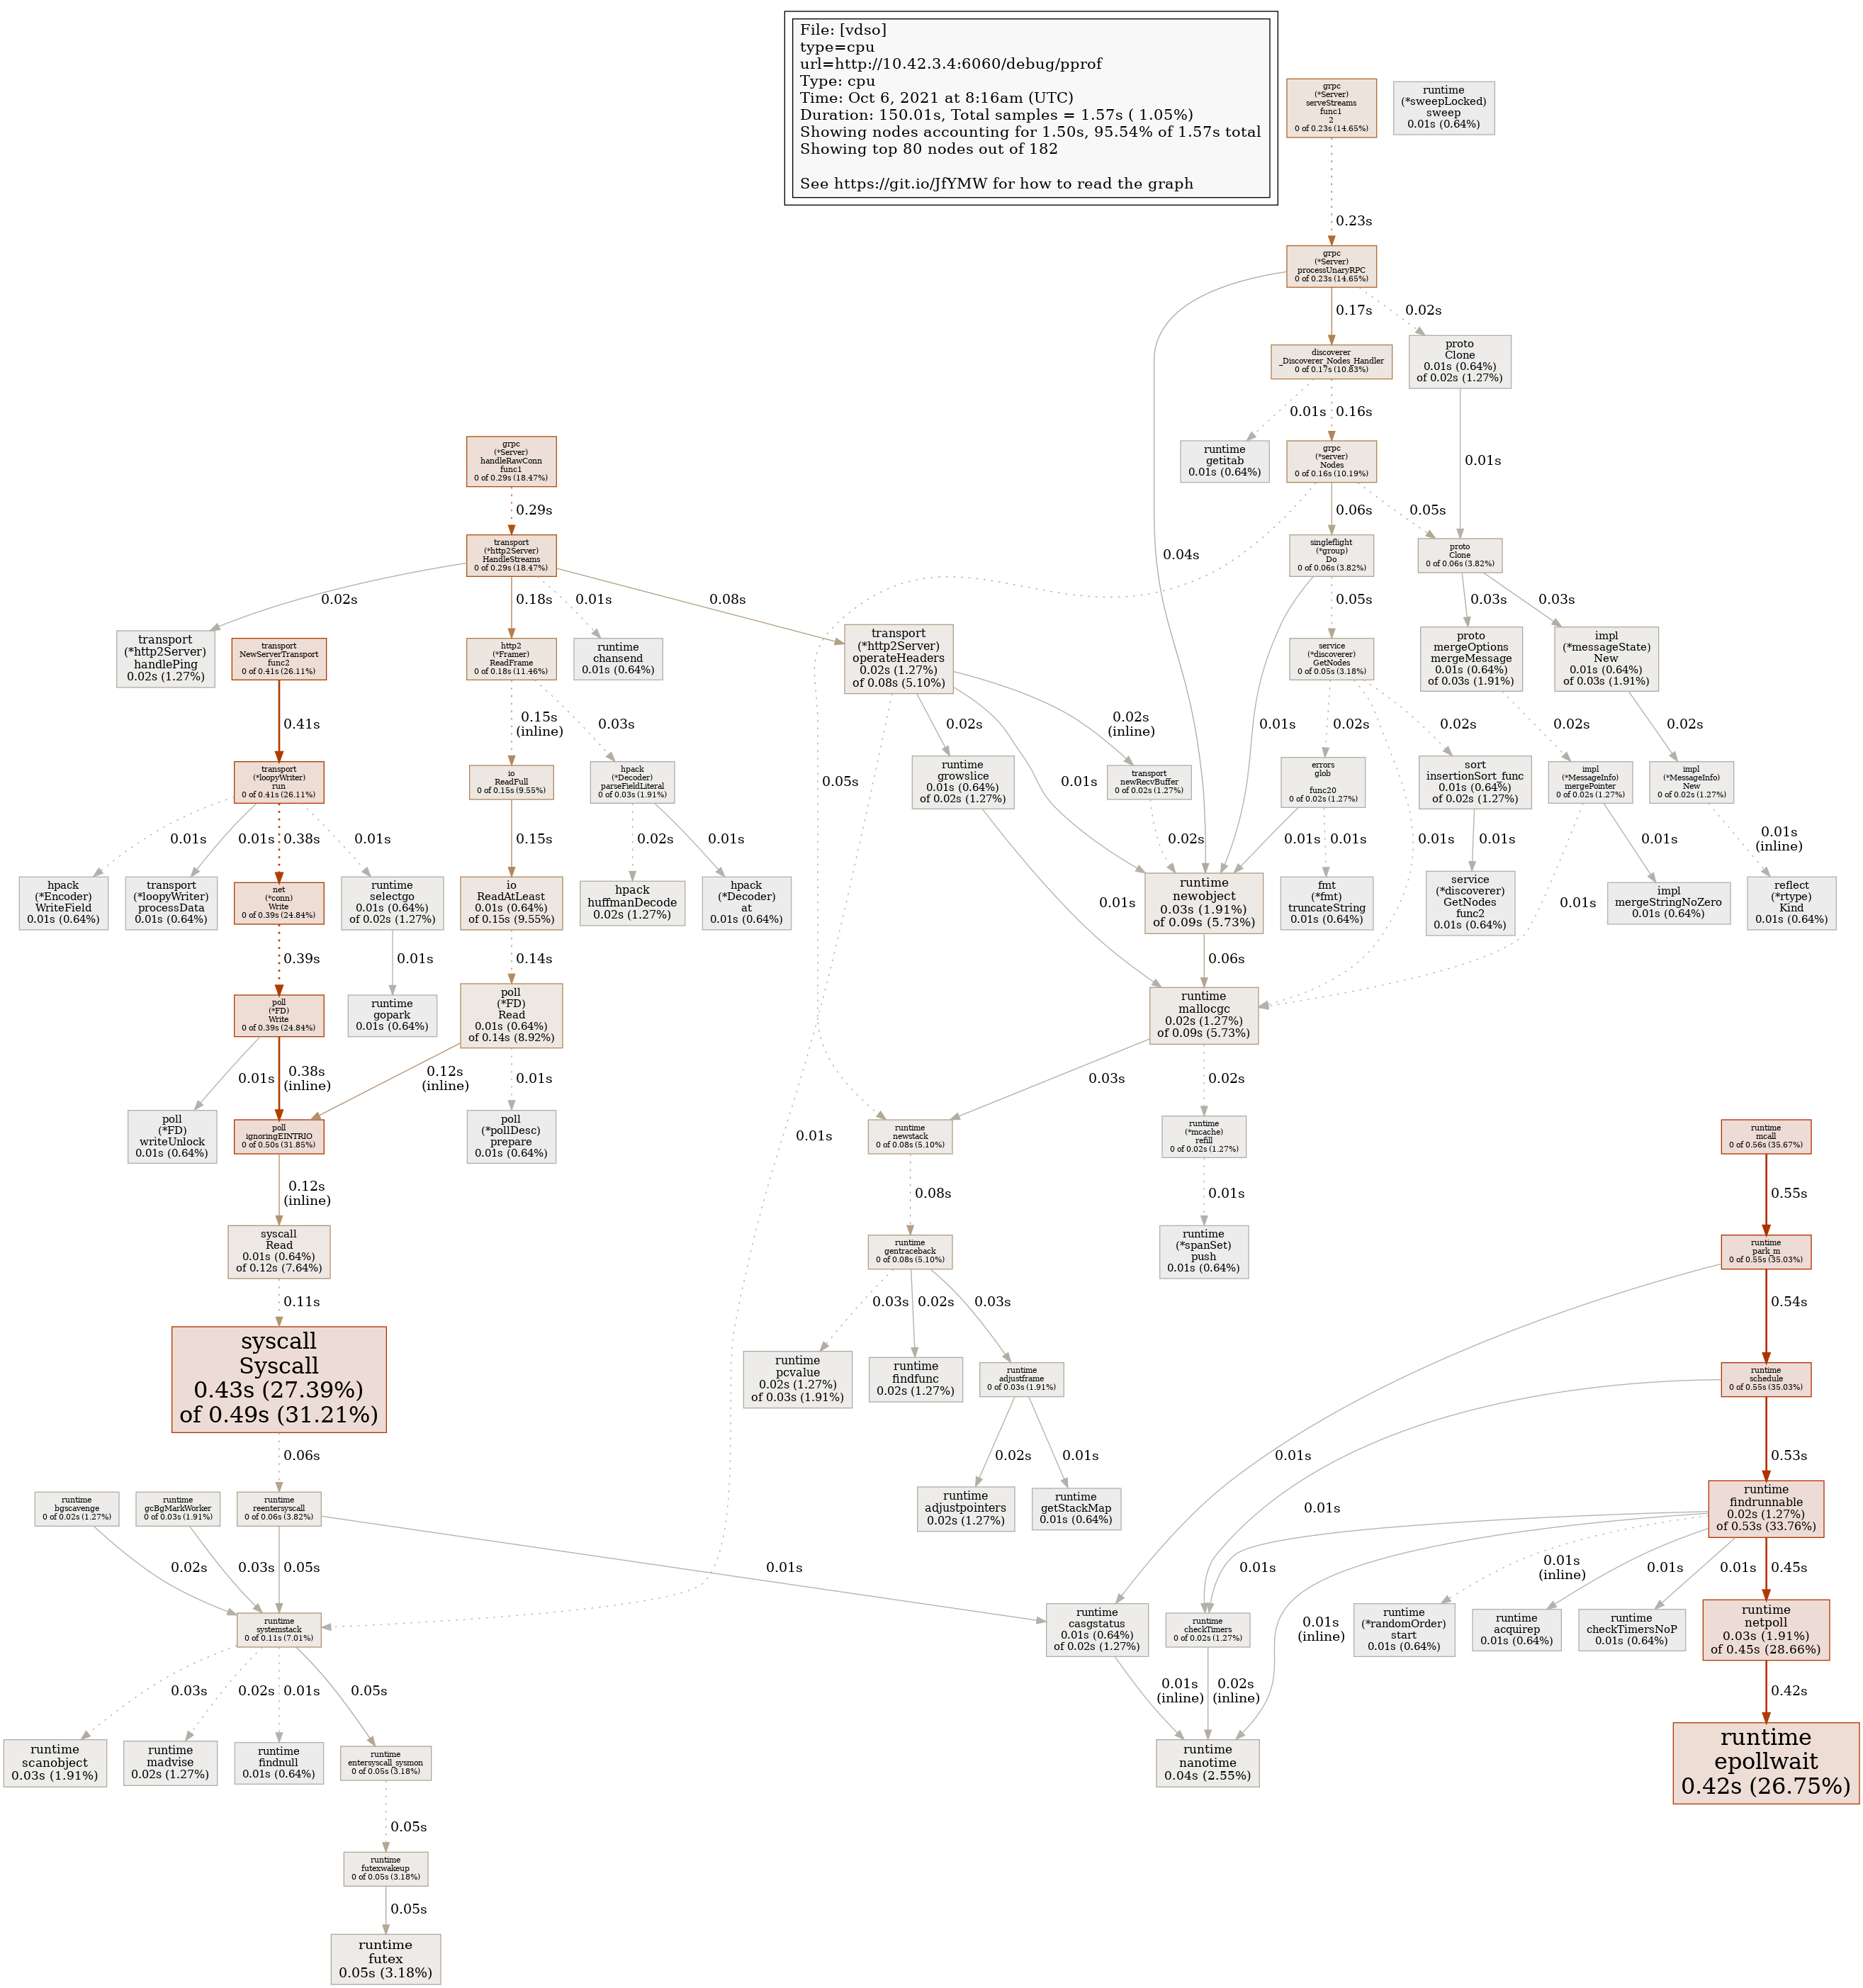 File: [vdso]
type=cpu
url=http://10.42.3.4:6060/debug/pprof
Type: cpu
Time: Oct 6, 2021 at 8:16am (UTC)
Duration: 150.01s, Total samples = 1.57s ( 1.05%)
Showing nodes accounting for 1.50s, 95.54% of 1.57s total
Showing top 80 nodes out of 182
See https://git.io/JfYMW for how to read the graph
grpc
(*Server)
serveStreams
func1
2
0 of 0.23s (14.65%)
runtime
(*sweepLocked)
sweep
0.01s (0.64%)
0.23s
grpc
(*Server)
processUnaryRPC
0 of 0.23s (14.65%)
0.17s
0.02s
discoverer
_Discoverer_Nodes_Handler
0 of 0.17s (10.83%)
proto
Clone
0.01s (0.64%)
of 0.02s (1.27%)
0.01s
0.16s
grpc
(*Server)
handleRawConn
func1
0 of 0.29s (18.47%)
runtime
getitab
0.01s (0.64%)
grpc
(*server)
Nodes
0 of 0.16s (10.19%)
0.01s
0.29s
0.06s
0.05s
transport
(*http2Server)
HandleStreams
0 of 0.29s (18.47%)
0.04s
singleflight
(*group)
Do
0 of 0.06s (3.82%)
proto
Clone
0 of 0.06s (3.82%)
0.02s
0.18s
0.01s
0.08s
0.05s
0.03s
0.03s
transport
(*http2Server)
handlePing
0.02s (1.27%)
transport
NewServerTransport
func2
0 of 0.41s (26.11%)
http2
(*Framer)
ReadFrame
0 of 0.18s (11.46%)
runtime
chansend
0.01s (0.64%)
transport
(*http2Server)
operateHeaders
0.02s (1.27%)
of 0.08s (5.10%)
service
(*discoverer)
GetNodes
0 of 0.05s (3.18%)
proto
mergeOptions
mergeMessage
0.01s (0.64%)
of 0.03s (1.91%)
impl
(*messageState)
New
0.01s (0.64%)
of 0.03s (1.91%)
0.41s
0.15s
(inline)
0.03s
0.02s
0.02s
(inline)
0.01s
0.02s
0.02s
0.02s
0.02s
transport
(*loopyWriter)
run
0 of 0.41s (26.11%)
io
ReadFull
0 of 0.15s (9.55%)
hpack
(*Decoder)
parseFieldLiteral
0 of 0.03s (1.91%)
0.05s
runtime
growslice
0.01s (0.64%)
of 0.02s (1.27%)
0.01s
transport
newRecvBuffer
0 of 0.02s (1.27%)
errors
glob
func20
0 of 0.02s (1.27%)
sort
insertionSort_func
0.01s (0.64%)
of 0.02s (1.27%)
impl
(*MessageInfo)
mergePointer
0 of 0.02s (1.27%)
impl
(*MessageInfo)
New
0 of 0.02s (1.27%)
0.01s
0.01s
0.38s
0.01s
0.15s
0.02s
0.01s
0.02s
0.01s
0.01s
0.01s
0.01s
0.01s
0.01s
(inline)
hpack
(*Encoder)
WriteField
0.01s (0.64%)
transport
(*loopyWriter)
processData
0.01s (0.64%)
net
(*conn)
Write
0 of 0.39s (24.84%)
runtime
selectgo
0.01s (0.64%)
of 0.02s (1.27%)
io
ReadAtLeast
0.01s (0.64%)
of 0.15s (9.55%)
hpack
huffmanDecode
0.02s (1.27%)
hpack
(*Decoder)
at
0.01s (0.64%)
0.01s
runtime
newobject
0.03s (1.91%)
of 0.09s (5.73%)
fmt
(*fmt)
truncateString
0.01s (0.64%)
service
(*discoverer)
GetNodes
func2
0.01s (0.64%)
0.01s
impl
mergeStringNoZero
0.01s (0.64%)
reflect
(*rtype)
Kind
0.01s (0.64%)
0.39s
0.01s
0.14s
0.06s
poll
(*FD)
Write
0 of 0.39s (24.84%)
runtime
gopark
0.01s (0.64%)
poll
(*FD)
Read
0.01s (0.64%)
of 0.14s (8.92%)
runtime
mallocgc
0.02s (1.27%)
of 0.09s (5.73%)
0.01s
0.38s
(inline)
0.12s
(inline)
0.01s
0.03s
0.02s
poll
(*FD)
writeUnlock
0.01s (0.64%)
poll
ignoringEINTRIO
0 of 0.50s (31.85%)
poll
(*pollDesc)
prepare
0.01s (0.64%)
0.01s
runtime
newstack
0 of 0.08s (5.10%)
runtime
(*mcache)
refill
0 of 0.02s (1.27%)
runtime
mcall
0 of 0.56s (35.67%)
0.12s
(inline)
0.08s
0.01s
0.55s
syscall
Read
0.01s (0.64%)
of 0.12s (7.64%)
runtime
gentraceback
0 of 0.08s (5.10%)
runtime
(*spanSet)
push
0.01s (0.64%)
runtime
park_m
0 of 0.55s (35.03%)
0.11s
0.03s
0.02s
0.03s
0.54s
syscall
Syscall
0.43s (27.39%)
of 0.49s (31.21%)
runtime
pcvalue
0.02s (1.27%)
of 0.03s (1.91%)
runtime
findfunc
0.02s (1.27%)
runtime
adjustframe
0 of 0.03s (1.91%)
runtime
schedule
0 of 0.55s (35.03%)
0.06s
0.02s
0.01s
0.01s
0.53s
runtime
bgscavenge
0 of 0.02s (1.27%)
runtime
gcBgMarkWorker
0 of 0.03s (1.91%)
runtime
reentersyscall
0 of 0.06s (3.82%)
runtime
adjustpointers
0.02s (1.27%)
runtime
getStackMap
0.01s (0.64%)
0.01s
runtime
findrunnable
0.02s (1.27%)
of 0.53s (33.76%)
0.02s
0.03s
0.05s
0.01s
0.01s
0.01s
(inline)
0.01s
0.01s
0.45s
runtime
systemstack
0 of 0.11s (7.01%)
runtime
casgstatus
0.01s (0.64%)
of 0.02s (1.27%)
runtime
checkTimers
0 of 0.02s (1.27%)
0.01s
(inline)
runtime
(*randomOrder)
start
0.01s (0.64%)
runtime
acquirep
0.01s (0.64%)
runtime
checkTimersNoP
0.01s (0.64%)
runtime
netpoll
0.03s (1.91%)
of 0.45s (28.66%)
0.03s
0.02s
0.01s
0.05s
0.01s
(inline)
0.02s
(inline)
0.42s
runtime
scanobject
0.03s (1.91%)
runtime
madvise
0.02s (1.27%)
runtime
findnull
0.01s (0.64%)
runtime
entersyscall_sysmon
0 of 0.05s (3.18%)
runtime
nanotime
0.04s (2.55%)
runtime
epollwait
0.42s (26.75%)
0.05s
runtime
futexwakeup
0 of 0.05s (3.18%)
0.05s
runtime
futex
0.05s (3.18%)